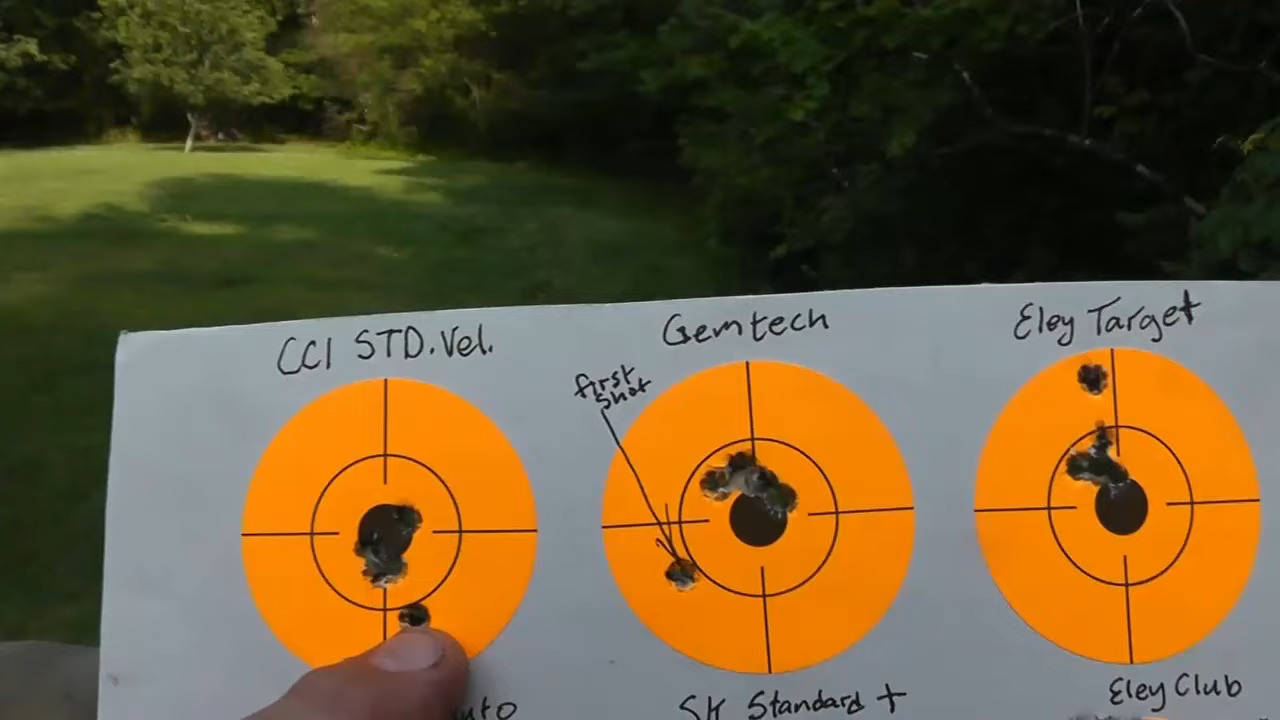 CCI STD.Vel.
Gemtech
Eley Target
first
shot
SK Standard +
Eley Club